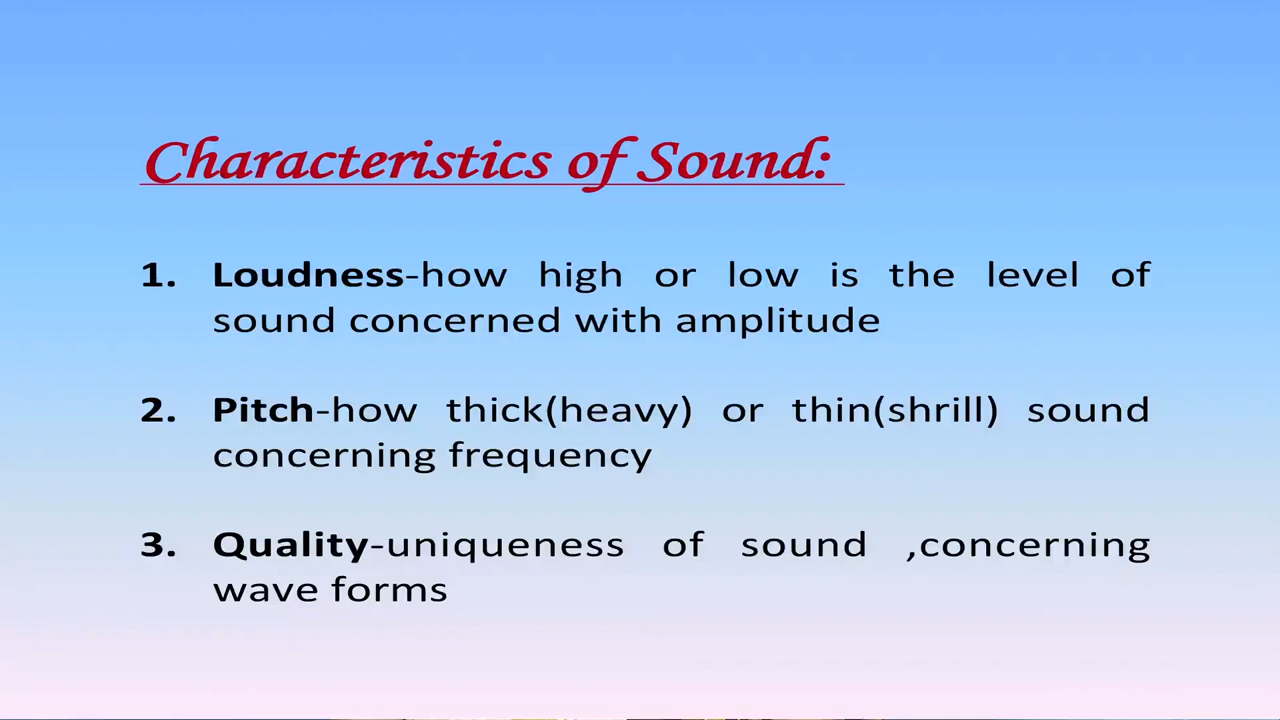 Characteristics of Sound:
1. Loudness-how high or low is the level of
sound concerned with amplitude
2. Pitch-how thick(heavy) or thin(shrill) sound
concerning frequency
3. Quality-uniqueness of sound ,concerning
wave forms